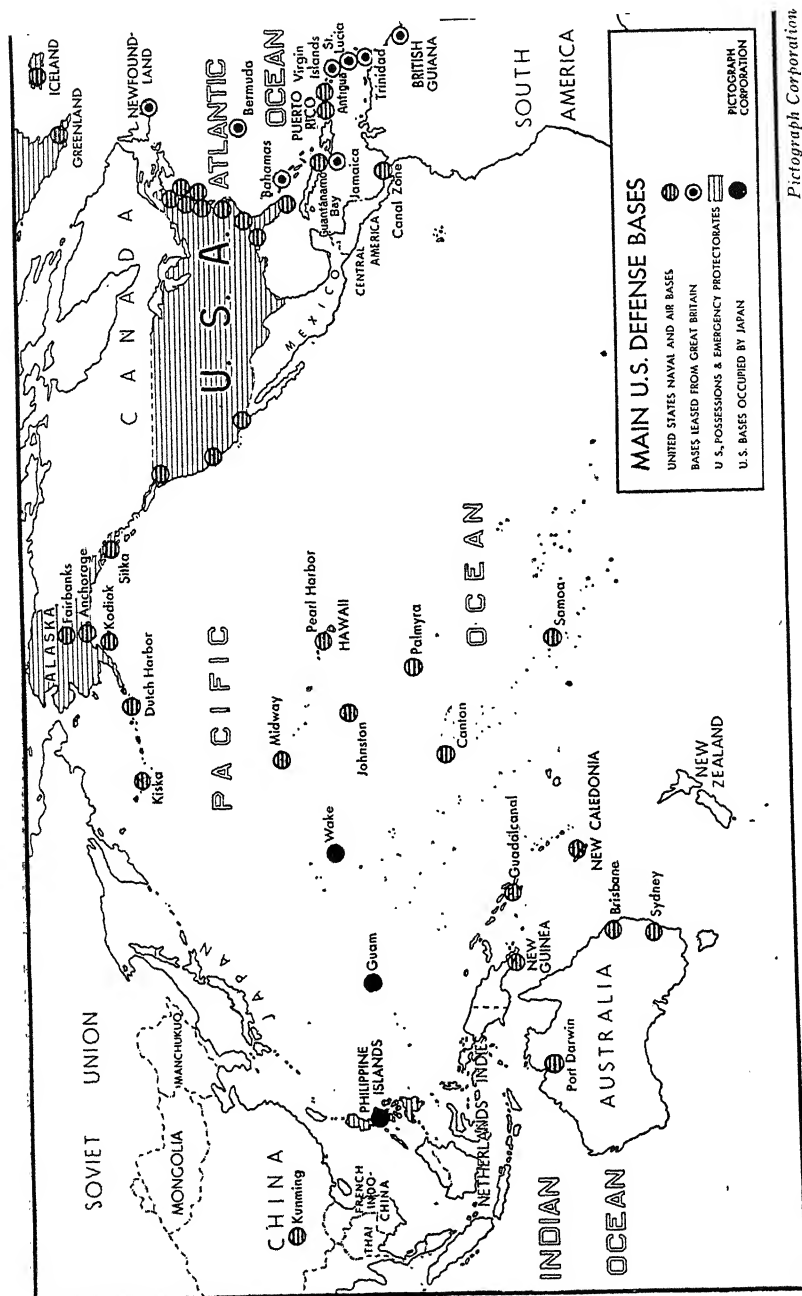 SOVIET UNION
MONGOLIA
MANCHUKUO
CHINA
Kunming
THAI
FRENCH
INDO-
CHINA
JAPAN
PHILIPPINE
ISLANDS
Guam
Wake
NETHERLANDS INDIES
NEW
GUINEA
Guadalcanal
NEW CALEDONIA
Port Darwin
AUSTRALIA
Brisbane
Sydney
NEW
ZEALAND
INDIAN
OCEAN
PACIFIC
OCEAN
ALASKA
Fairbanks
Anchorage
Kodiak
Sitka
Dutch Harbor
Kiska
Midway
Pearl Harbor
HAWAII
Johnston
Palmyra
Canton
Samoa
CANADA
U.S.A.
MEXICO
CENTRAL
AMERICA
Canal Zone
GREENLAND
ICELAND
NEWFOUND-
LAND
ATLANTIC
OCEAN
Bermuda
Bahamas
Guantánamo
Bay
Jamaica
PUERTO
RICO
Virgin
Islands
Antigua
St.
Lucia
Trinidad
BRITISH
GUIANA
SOUTH
AMERICA
MAIN U.S. DEFENSE BASES
UNITED STATES NAVAL AND AIR BASES
BASES LEASED FROM GREAT BRITAIN
U S., POSSESSIONS & EMERGENCY PROTECTORATES
U.S. BASES OCCUPIED BY JAPAN
PICTOGRAPH
CORPORATION
Pictograph Corporation